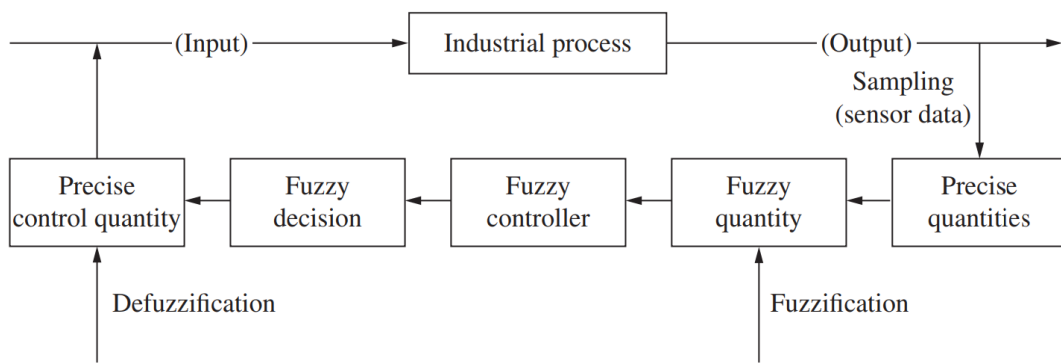 (Input)
Industrial process
(Output)
Sampling
(sensor data)
Precise
control quantity
Fuzzy
decision
Fuzzy
controller
Fuzzy
quantity
Precise
quantities
Defuzzification
Fuzzification